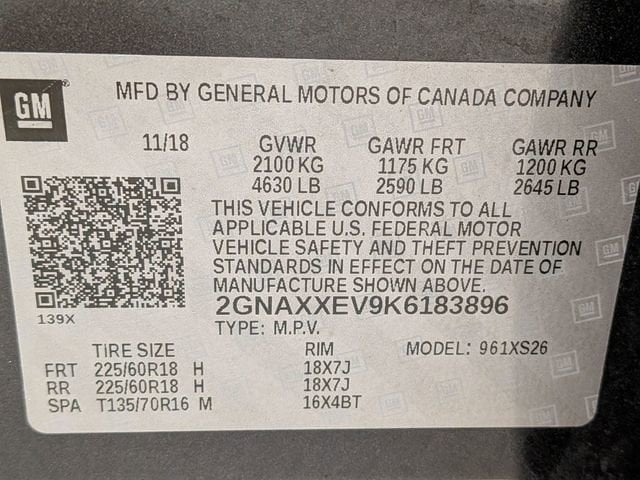 GM
MFD BY GENERAL MOTORS OF CANADA COMPANY
11/18 GVWR GAWR FRT GAWR RR
2100 KG 1175 KG 1200 KG
4630 LB 2590 LB 2645 LB
THIS VEHICLE CONFORMS TO ALL
APPLICABLE U.S. FEDERAL MOTOR
VEHICLE SAFETY AND THEFT PREVENTION
STANDARDS IN EFFECT ON THE DATE OF
MANUFACTURE SHOWN ABOVE.
2GNAXXEV9K6183896
139X
TYPE: M.P.V.
TIRE SIZE RIM MODEL: 961XS26
FRT 225/60R18 H 18X7J
RR 225/60R18 H 18X7J
SPA T135/70R16 M 16X4BT